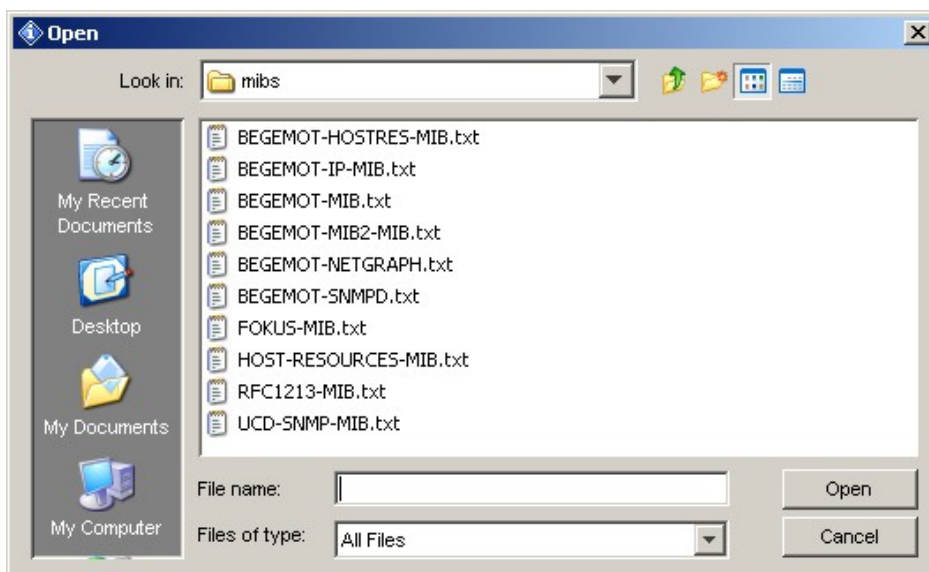 Open
Look in:
mibs
My Recent
Documents
Desktop
My Documents
My Computer
BEGEMOT-HOSTRES-MIB.txt
BEGEMOT-IP-MIB.txt
BEGEMOT-MIB.txt
BEGEMOT-MIB2-MIB.txt
BEGEMOT-NETGRAPH.txt
BEGEMOT-SNMPD.txt
FOKUS-MIB.txt
HOST-RESOURCES-MIB.txt
RFC1213-MIB.txt
UCD-SNMP-MIB.txt
File name:
Open
Files of type:
All Files
Cancel